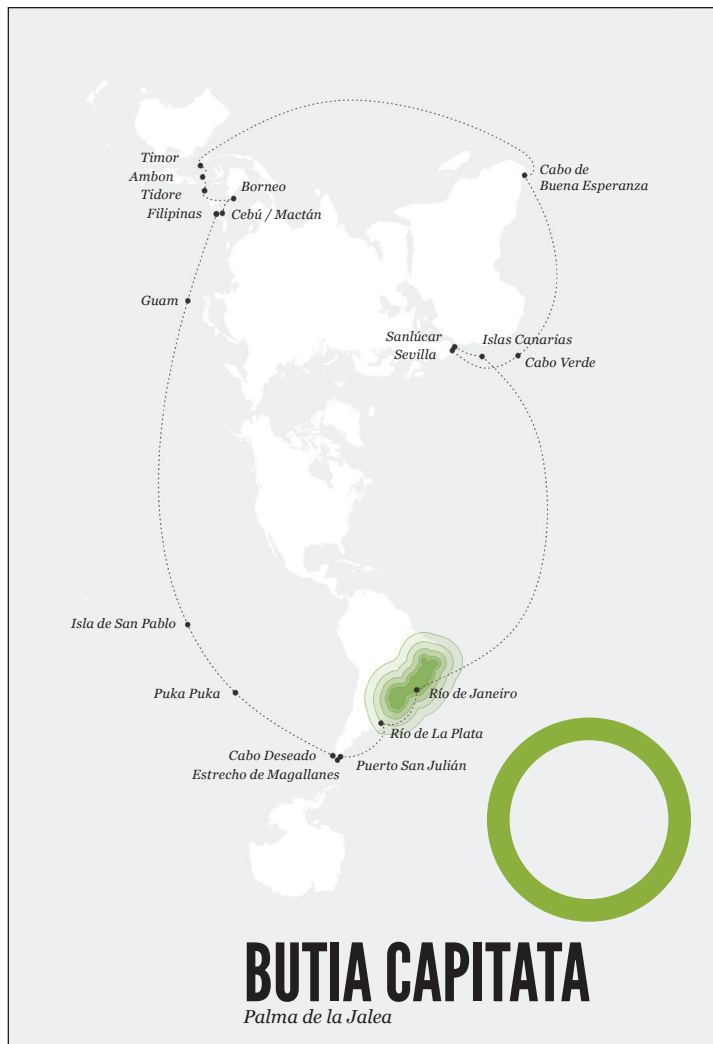 Timor
Ambon
Tidore
Borneo
Filipinas
Cebú / Mactán
Cabo de
Buena Esperanza
Guam
Sanlúcar
Sevilla
Islas Canarias
Cabo Verde
Isla de San Pablo
Puka Puka
Río de Janeiro
Río de La Plata
Cabo Deseado
Estrecho de Magallanes
Puerto San Julián
BUTIA CAPITATA
Palma de la Jalea